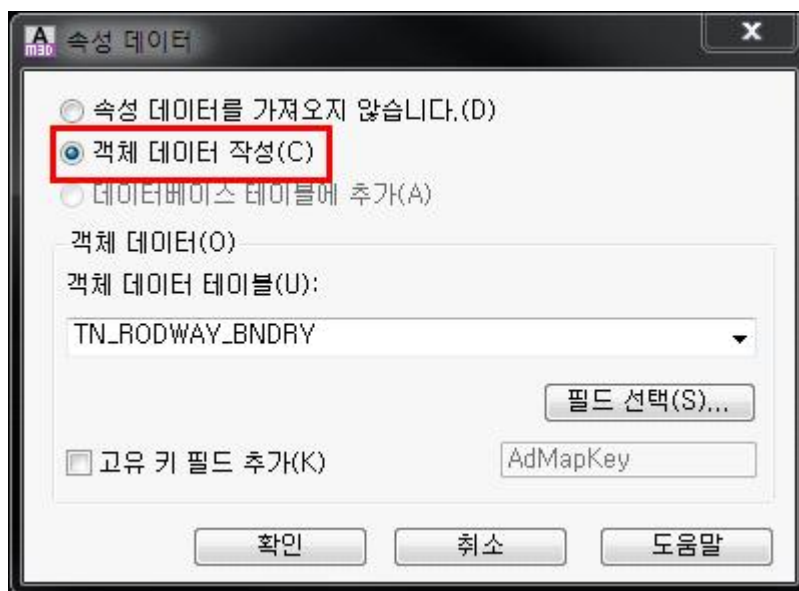 A
M3D
속성 데이터
x
속성 데이터를 가져오지 않습니다.(D)
객체 데이터 작성(C)
데이터베이스 테이블에 추가(A)
객체 데이터(O)
객체 데이터 테이블(U):
TN_RODWAY_BNDRY
필드 선택(S)...
고유 키 필드 추가(K) AdMapKey
확인 취소 도움말